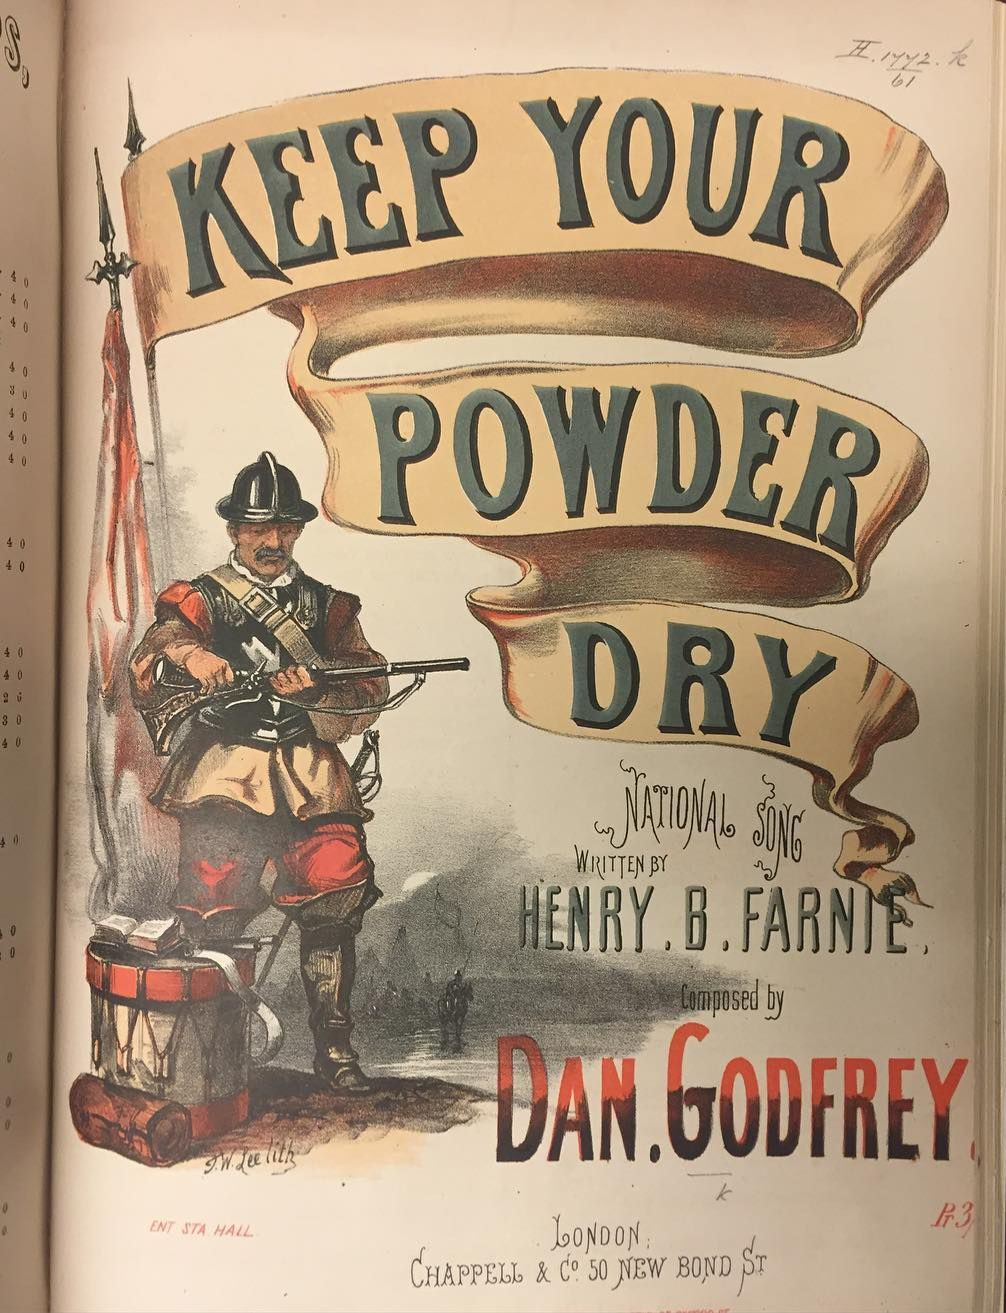 H.1772.k
61
KEEP YOUR
POWDER
DRY
NATIONAL SONG
WRITTEN BY
HENRY. B. FARNIE,
Composed by
DAN. GODFREY.
J.W. Lee lith
k
ENT STA HALL
Pr 3/
LONDON;
CHAPPELL & Co. 50 NEW BOND ST